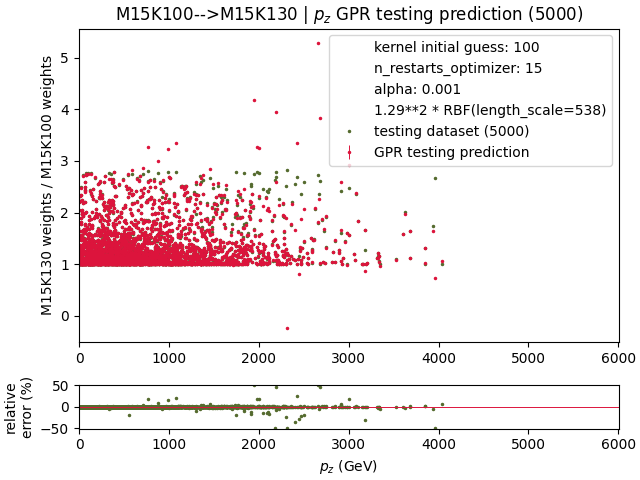 M15K100-->M15K130 | p_z GPR testing prediction (5000)
kernel initial guess: 100
n_restarts_optimizer: 15
alpha: 0.001
1.29**2 * RBF(length_scale=538)
testing dataset (5000)
GPR testing prediction
M15K130 weights / M15K100 weights
5
4
3
2
1
0
0 1000 2000 3000 4000 5000 6000
relative
error (%)
50
0
−50
0 1000 2000 3000 4000 5000 6000
p_z (GeV)